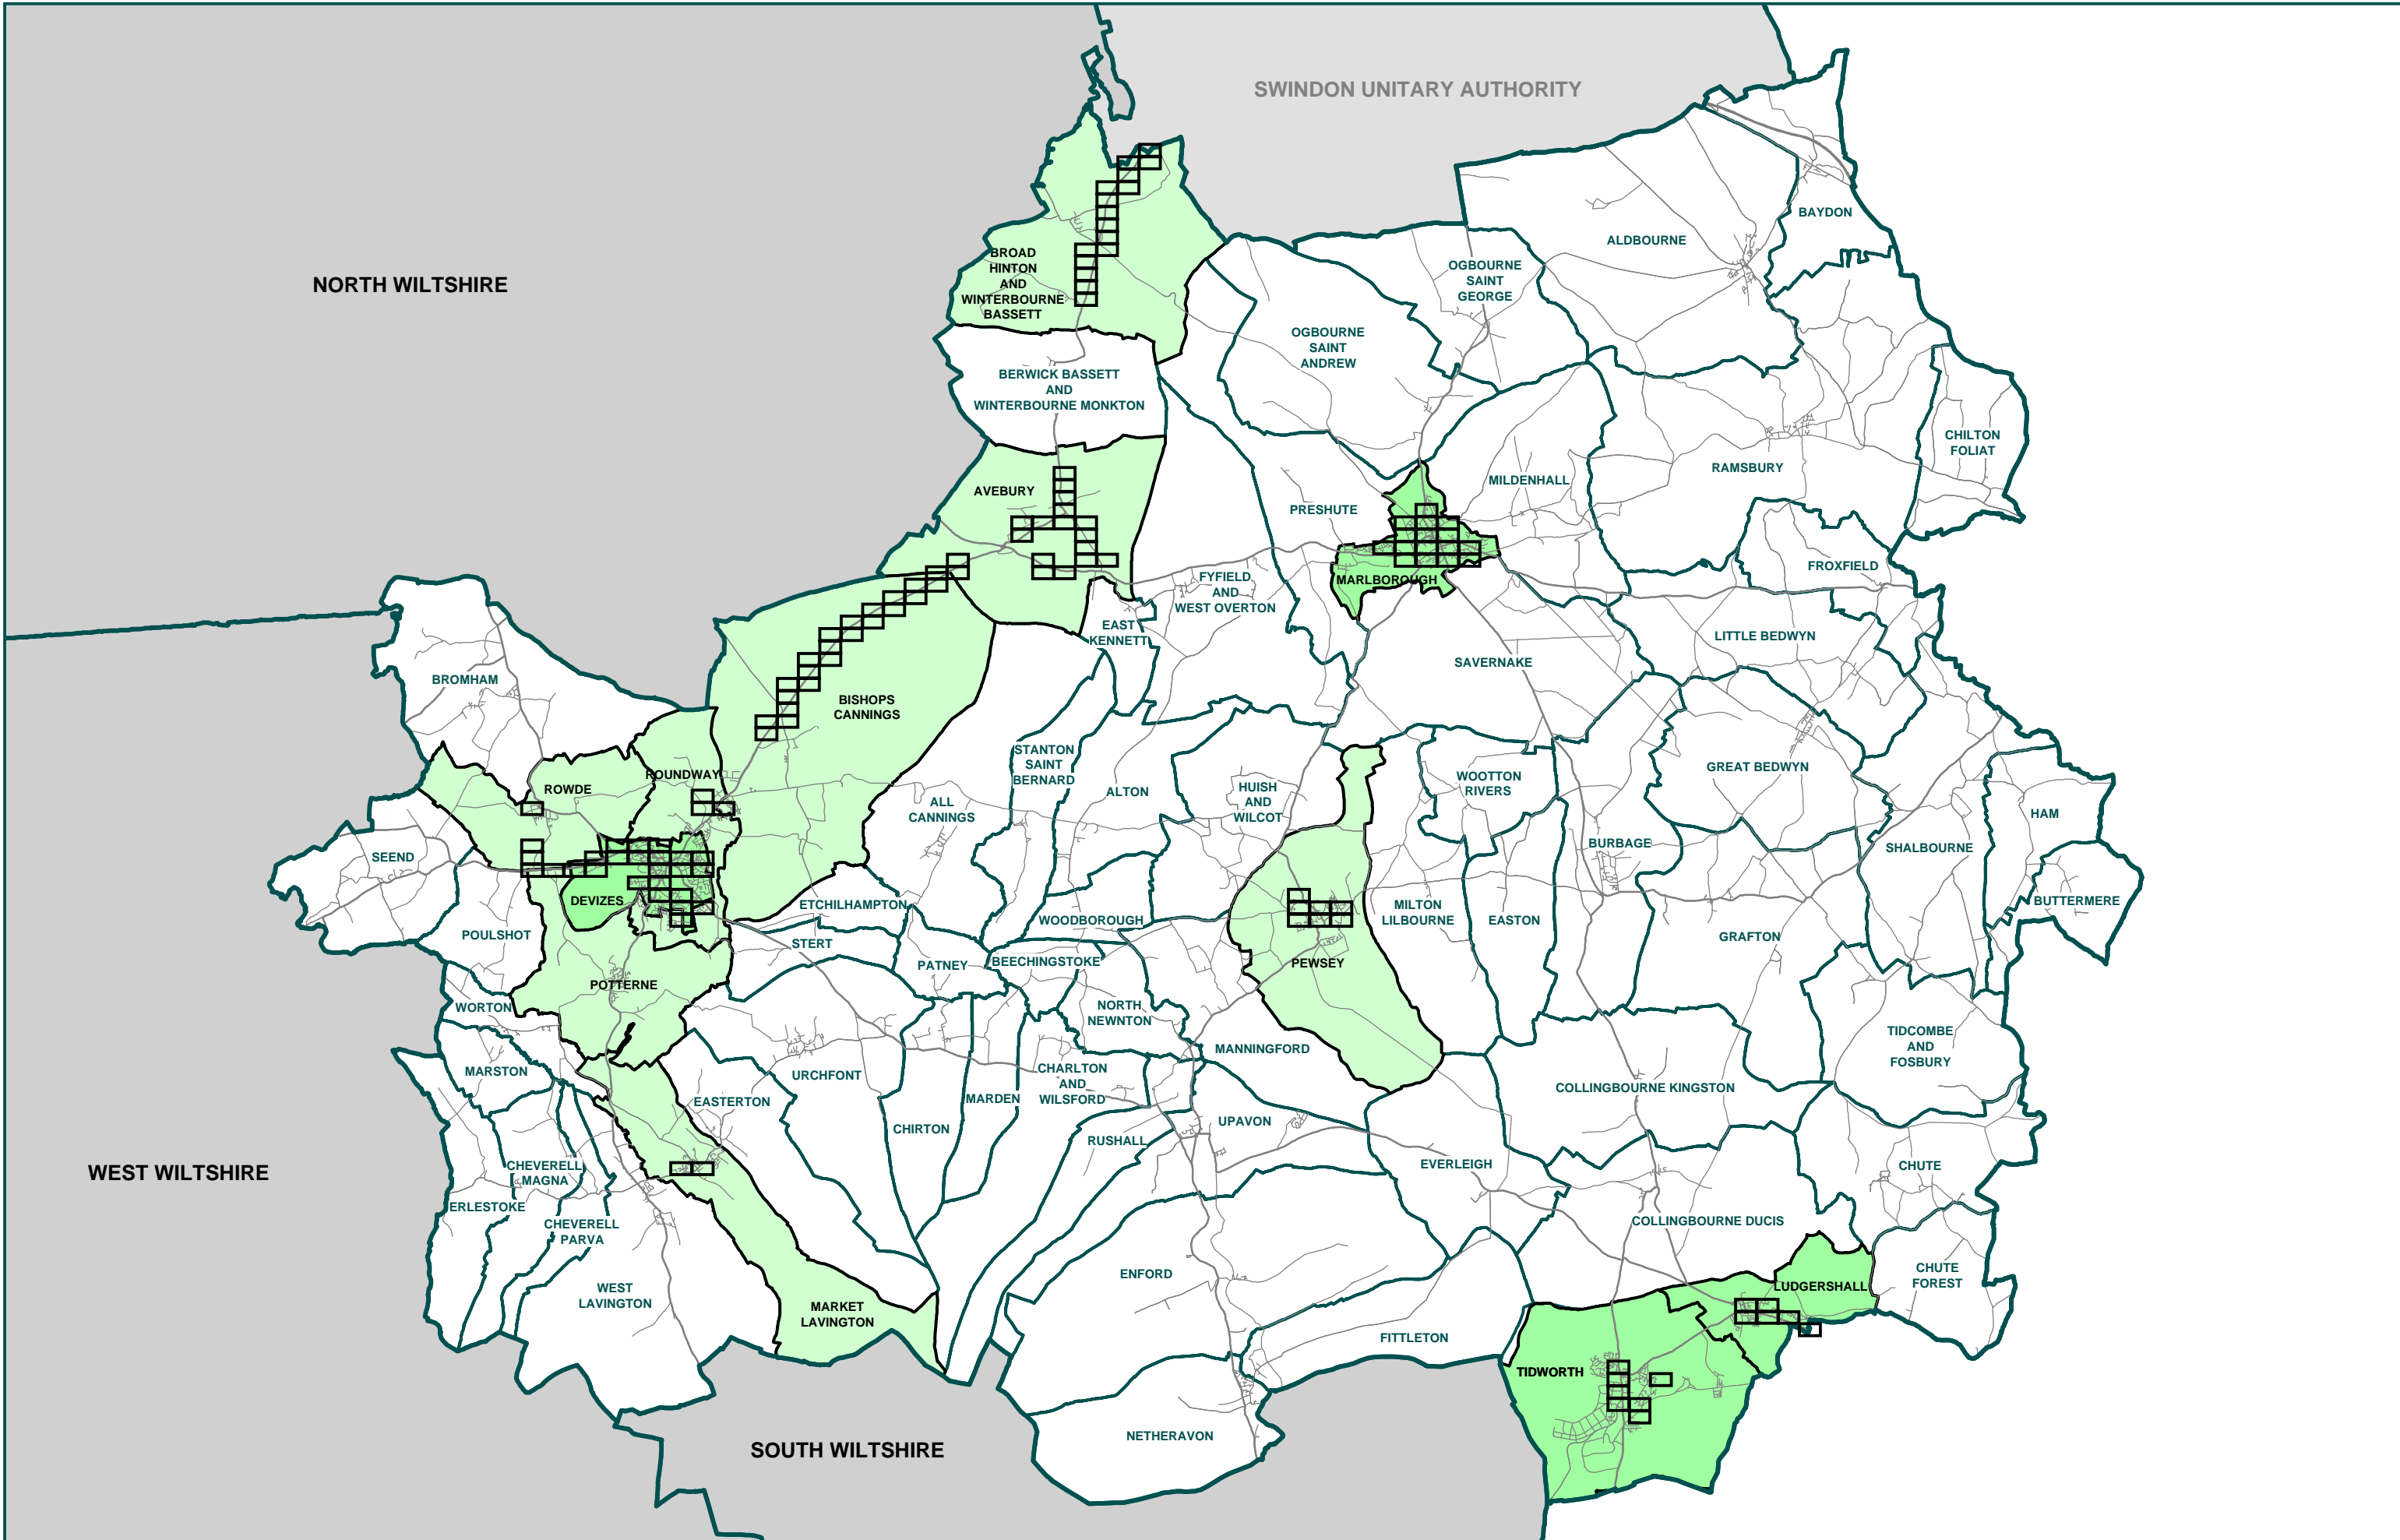 SWINDON UNITARY AUTHORITY
NORTH WILTSHIRE
BAYDON
ALDBOURNE
BROAD
HINTON
AND
WINTERBOURNE
BASSETT
OGBOURNE
SAINT
GEORGE
OGBOURNE
SAINT
ANDREW
BERWICK BASSETT
AND
WINTERBOURNE MONKTON
CHILTON
FOLIAT
RAMSBURY
AVEBURY
MILDENHALL
PRESHUTE
FROXFIELD
MARLBOROUGH
FYFIELD
AND
WEST OVERTON
EAST
KENNETT
LITTLE BEDWYN
SAVERNAKE
BROMHAM
BISHOPS
CANNINGS
STANTON
SAINT
BERNARD
GREAT BEDWYN
ROUNDWAY
WOOTTON
RIVERS
ROWDE
ALTON
HUISH
AND
WILCOT
ALL
CANNINGS
HAM
BURBAGE
SHALBOURNE
SEEND
DEVIZES
ETCHILHAMPTON
MILTON
LILBOURNE
BUTTERMERE
WOODBOROUGH
EASTON
POULSHOT
STERT
GRAFTON
PATNEY
BEECHINGSTOKE
PEWSEY
POTTERNE
WORTON
NORTH
NEWNTON
TIDCOMBE
AND
FOSBURY
MANNINGFORD
MARSTON
URCHFONT
CHARLTON
AND
WILSFORD
COLLINGBOURNE KINGSTON
EASTERTON
MARDEN
UPAVON
CHIRTON
RUSHALL
WEST WILTSHIRE
CHEVERELL
MAGNA
EVERLEIGH
CHUTE
ERLESTOKE
CHEVERELL
PARVA
COLLINGBOURNE DUCIS
ENFORD
CHUTE
FOREST
WEST
LAVINGTON
LUDGERSHALL
MARKET
LAVINGTON
FITTLETON
TIDWORTH
NETHERAVON
SOUTH WILTSHIRE